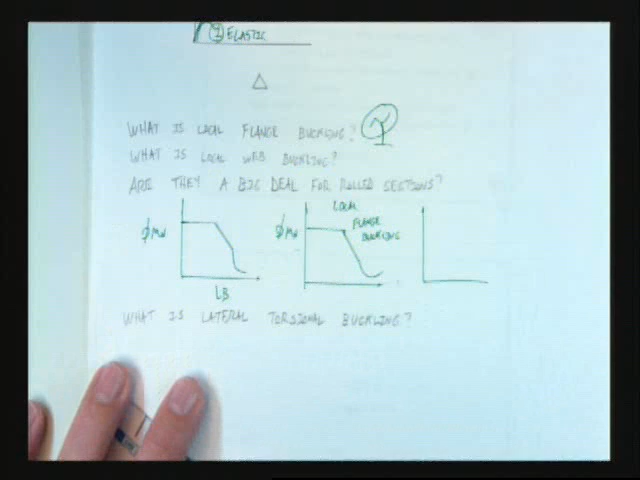 ① ELASTIC
WHAT IS LOCAL FLANGE BUCKLING?
WHAT IS LOCAL WEB BUCKLING?
ARE THEY A BIG DEAL FOR ROLLED SECTIONS?
LOCAL
FLANGE
BUCKLING
ϕMn
ϕMn
LB
WHAT IS LATERAL TORSIONAL BUCKLING?